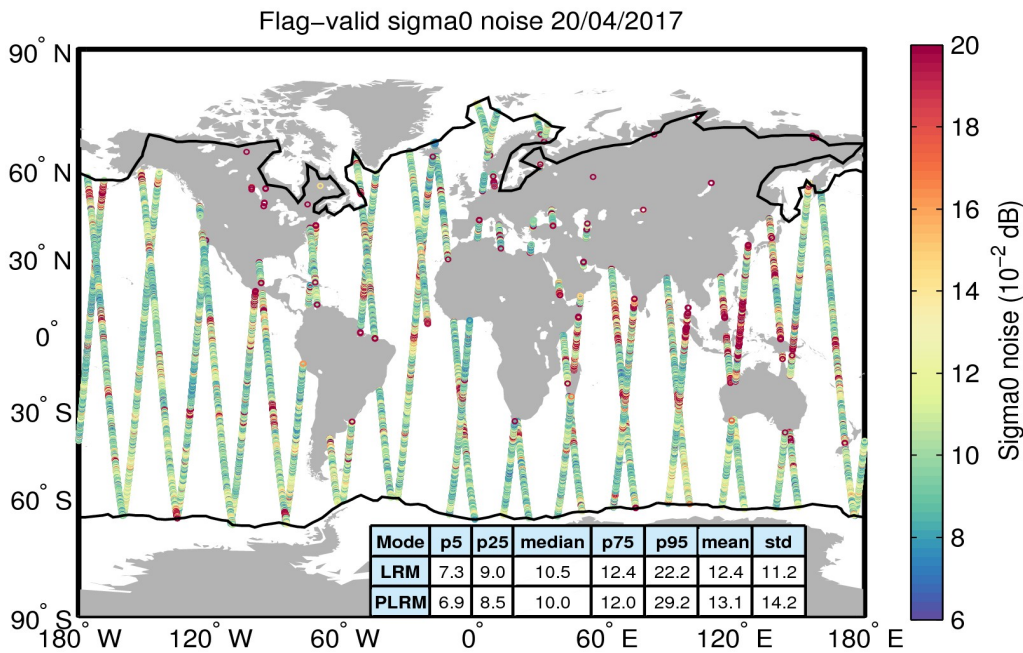 Flag−valid sigma0 noise 20/04/2017
90° N
60° N
30° N
0°
30° S
60° S
90° S
180° W
120° W
60° W
0°
60° E
120° E
180° E
Mode p5 p25 median p75 p95 mean std
LRM 7.3 9.0 10.5 12.4 22.2 12.4 11.2
PLRM 6.9 8.5 10.0 12.0 29.2 13.1 14.2
20
18
16
14
12
10
8
6
Sigma0 noise (10⁻² dB)